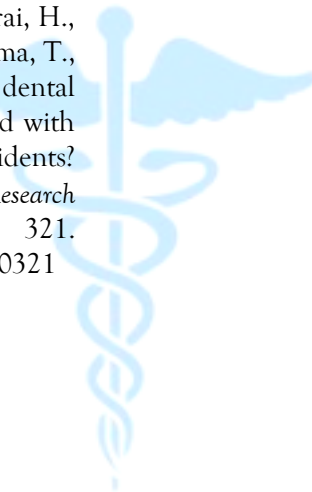 rai, H.,
ma, T.,
dental
d with
idents?
esearch
321.
0321